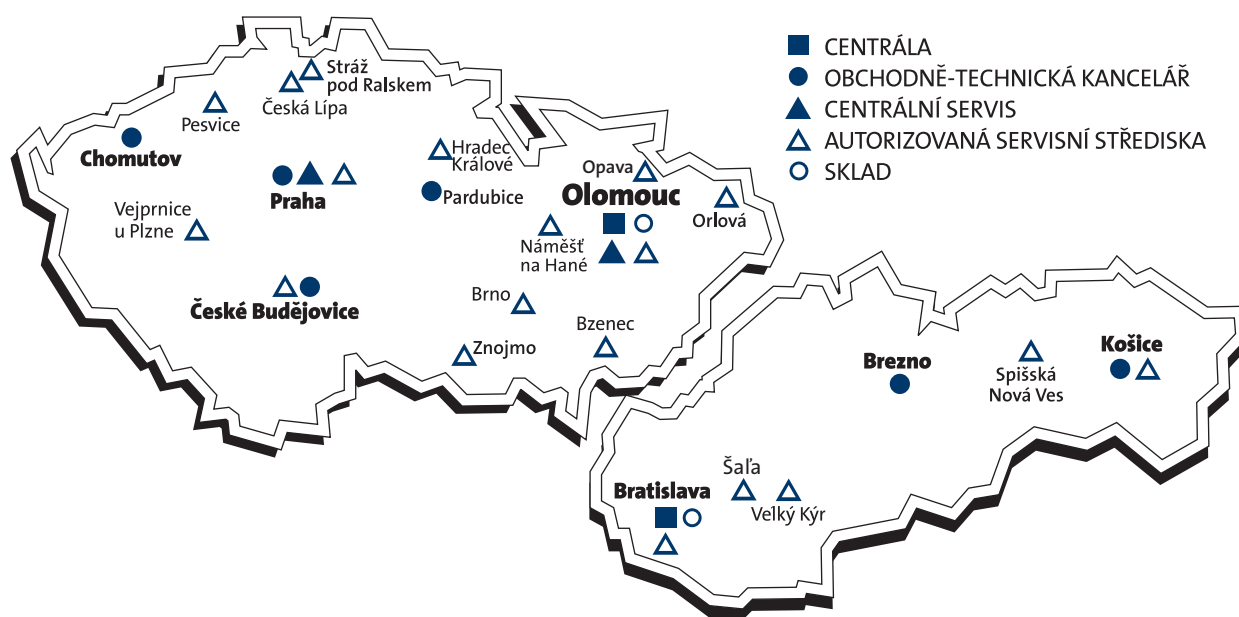 CENTRÁLA
OBCHODNĚ-TECHNICKÁ KANCELÁŘ
CENTRÁLNÍ SERVIS
AUTORIZOVANÁ SERVISNÍ STŘEDISKA
SKLAD
Stráž
pod Ralskem
Česká Lípa
Pesvice
Chomutov
Hradec
Králové
Praha
Pardubice
Opava
Olomouc
Orlová
Vejprnice
u Plzne
Náměšť
na Hané
České Budějovice
Brno
Bzenec
Znojmo
Brezno
Spišská
Nová Ves
Košice
Bratislava
Šaľa
Veľký Kýr